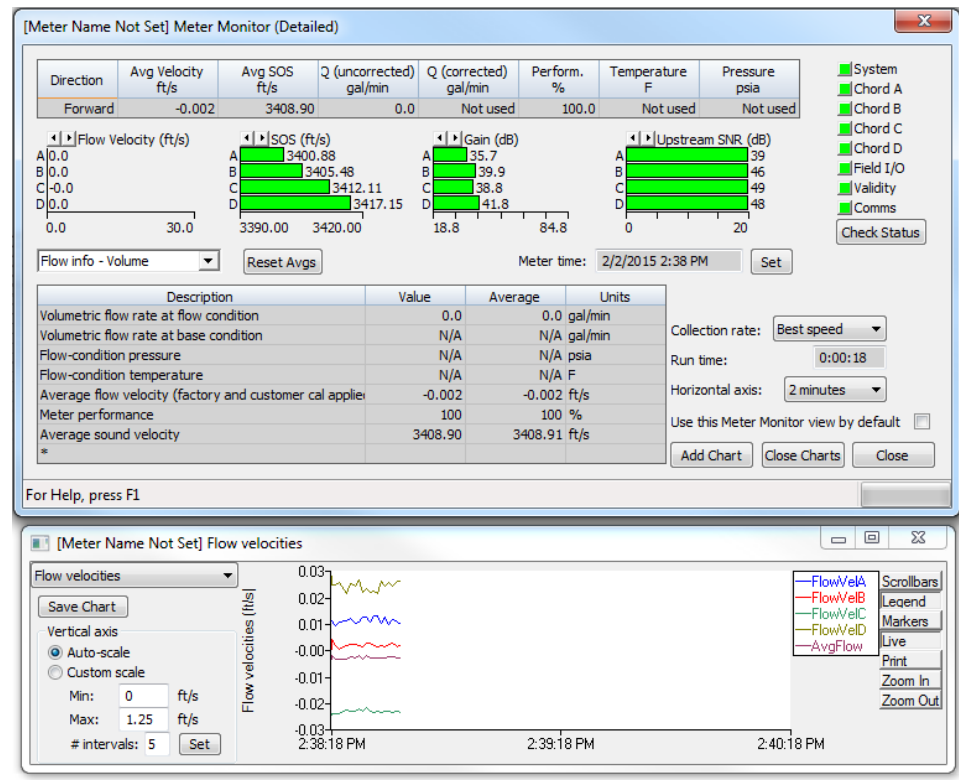 [Meter Name Not Set] Meter Monitor (Detailed)
Direction Avg Velocity ft/s Avg SOS ft/s Q (uncorrected) gal/min Q (corrected) gal/min Perform. % Temperature F Pressure psia
Forward -0.002 3408.90 0.0 Not used 100.0 Not used Not used
System
Chord A
Chord B
Chord C
Chord D
Field I/O
Validity
Comms
Check Status
Flow Velocity (ft/s)
A 0.0
B 0.0
C -0.0
D 0.0
0.0 30.0
SOS (ft/s)
A 3400.88
B 3405.48
C 3412.11
D 3417.15
3390.00 3420.00
Gain (dB)
A 35.7
B 39.9
C 38.8
D 41.8
18.8 84.8
Upstream SNR (dB)
A 39
B 46
C 49
D 48
0 20
Flow info - Volume Reset Avgs Meter time: 2/2/2015 2:38 PM Set
Description Value Average Units
Volumetric flow rate at flow condition 0.0 0.0 gal/min
Volumetric flow rate at base condition N/A N/A gal/min
Flow-condition pressure N/A N/A psia
Flow-condition temperature N/A N/A F
Average flow velocity (factory and customer cal applie -0.002 -0.002 ft/s
Meter performance 100 100 %
Average sound velocity 3408.90 3408.91 ft/s
*
Collection rate: Best speed
Run time: 0:00:18
Horizontal axis: 2 minutes
Use this Meter Monitor view by default
Add Chart Close Charts Close
For Help, press F1
[Meter Name Not Set] Flow velocities
Flow velocities
Save Chart
Vertical axis
Auto-scale
Custom scale
Min: 0 ft/s
Max: 1.25 ft/s
# intervals: 5 Set
Flow velocities (ft/s)
0.03
0.02
0.01
-0.00
-0.01
-0.02
-0.03
2:38:18 PM 2:39:18 PM 2:40:18 PM
FlowVelA
FlowVelB
FlowVelC
FlowVelD
AvgFlow
Scrollbars
Legend
Markers
Live
Print
Zoom In
Zoom Out